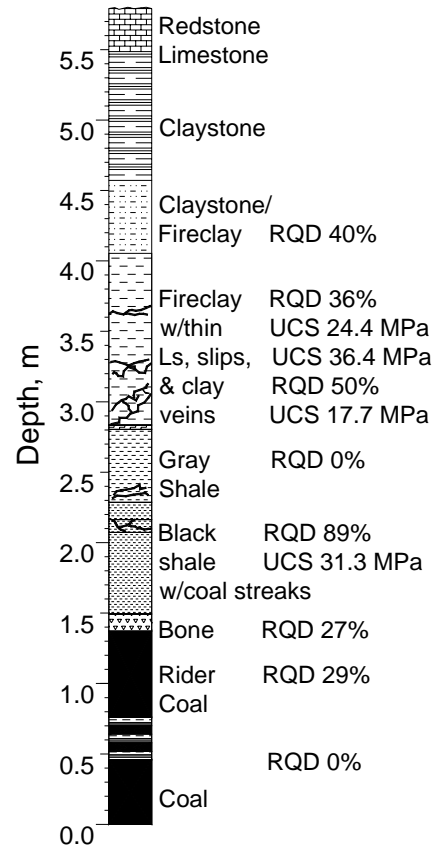 Redstone
5.5
Limestone
5.0
Claystone
4.5
Claystone/
Fireclay RQD 40%
4.0
Fireclay RQD 36%
w/thin UCS 24.4 MPa
3.5
Ls, slips, UCS 36.4 MPa
& clay RQD 50%
3.0
veins UCS 17.7 MPa
Depth, m
Gray RQD 0%
2.5
Shale
Black RQD 89%
2.0
shale UCS 31.3 MPa
w/coal streaks
1.5
Bone RQD 27%
Rider RQD 29%
1.0
Coal
0.5
RQD 0%
Coal
0.0